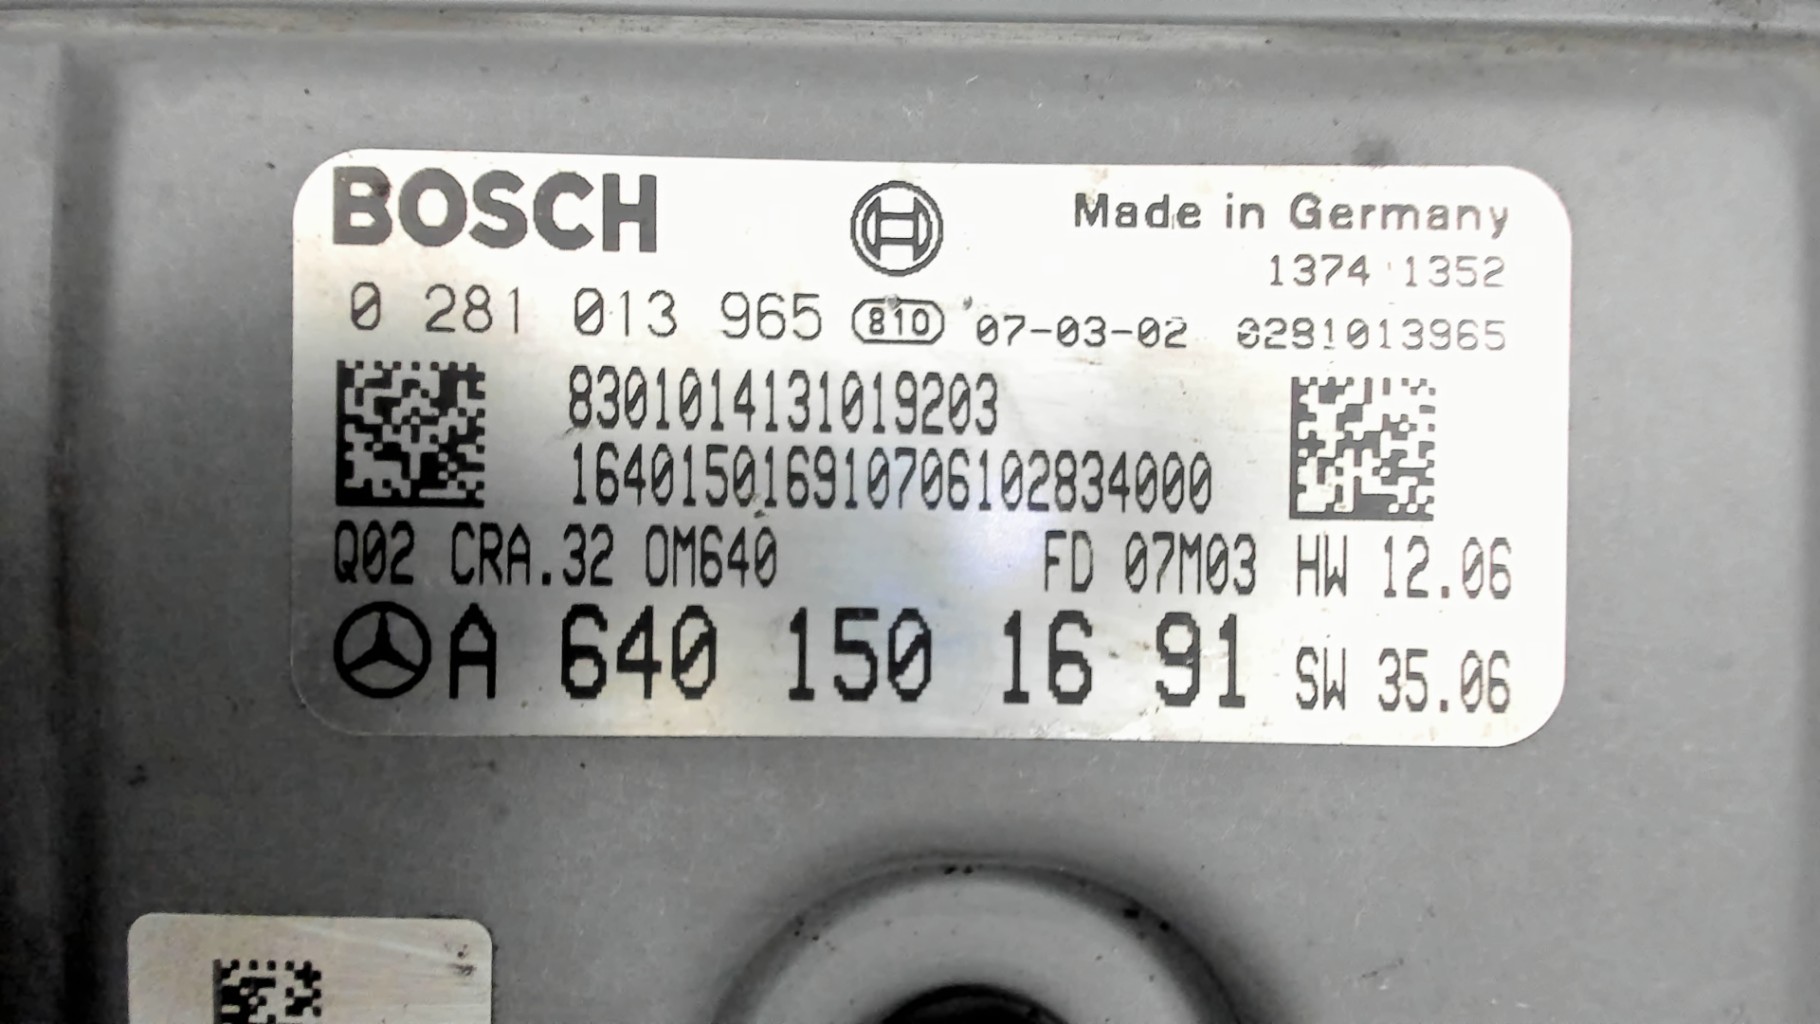 BOSCH Made in Germany
1374 1352
0 281 013 965 810 07-03-02 0281013965
8301014131019203
164015016910706102834000
Q02 CRA.32 OM640 FD 07M03 HW 12.06
A 640 150 16 91 SW 35.06